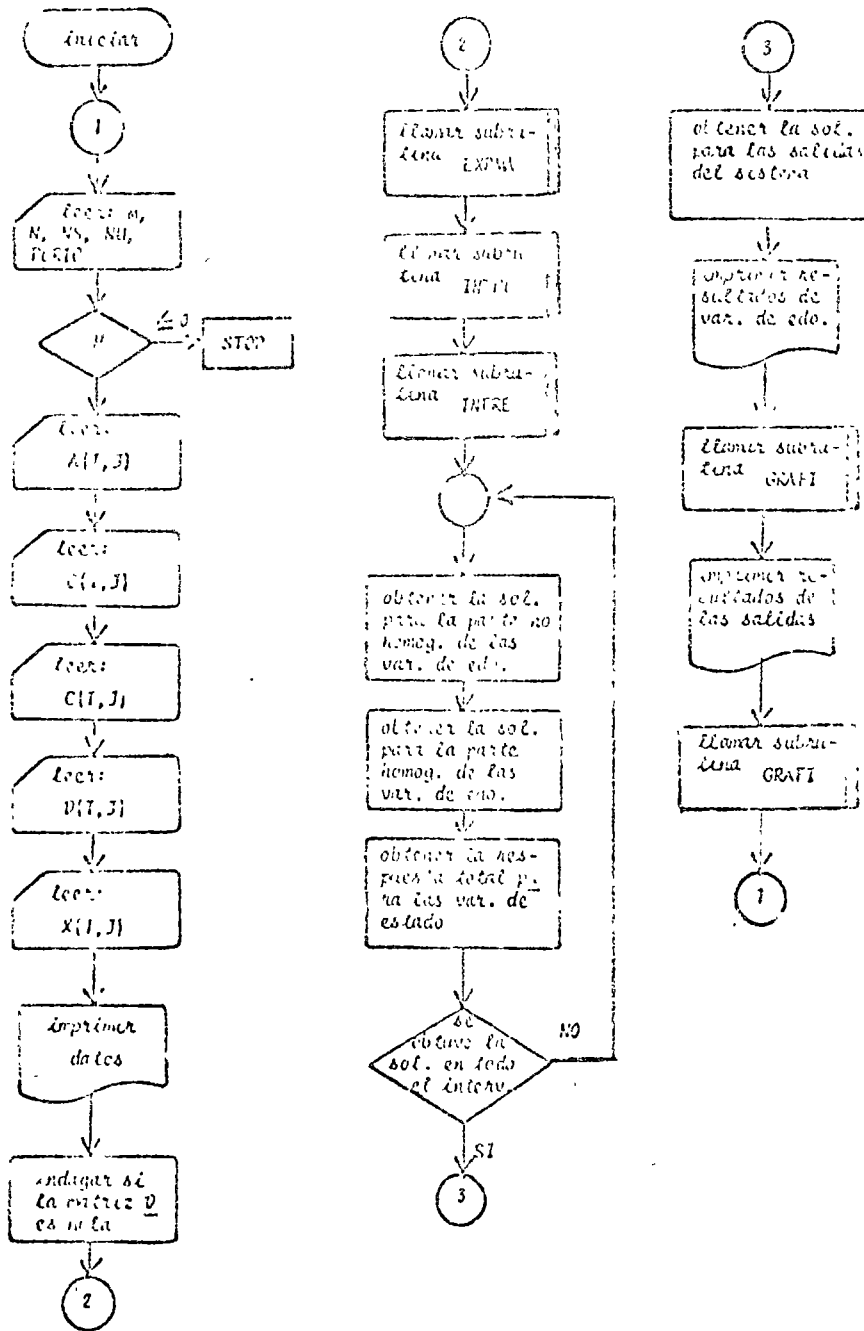 iniciar
1
leer: M,
N, NS, NU,
≤ 0
STOP
leer:
A(I,J)
leer:
leer:
C(I,J)
leer:
D(I,J)
leer:
X(I,J)
imprimir
datos
indagar si
la matriz D
es nula
2
2
llamar subru-
tina
EXPMA
llamar subru
tina
llamar subru-
tina
INTRE
obtener la sol.
para la parte no
homog. de las
var. de edo.
obtener la sol.
para la parte
homog. de las
var. de edo.
obtener la res-
puesta total pa
ra las var. de
estado
se
obtuvo la
sol. en todo
el interv.
NO
SI
3
3
obtener la sol.
para las salidas
del sistema
imprimir re-
sultados de
var. de edo.
llamar subru-
tina
GRAFI
imprimir re-
sultados de
las salidas
llamar subru-
tina
GRAFI
1